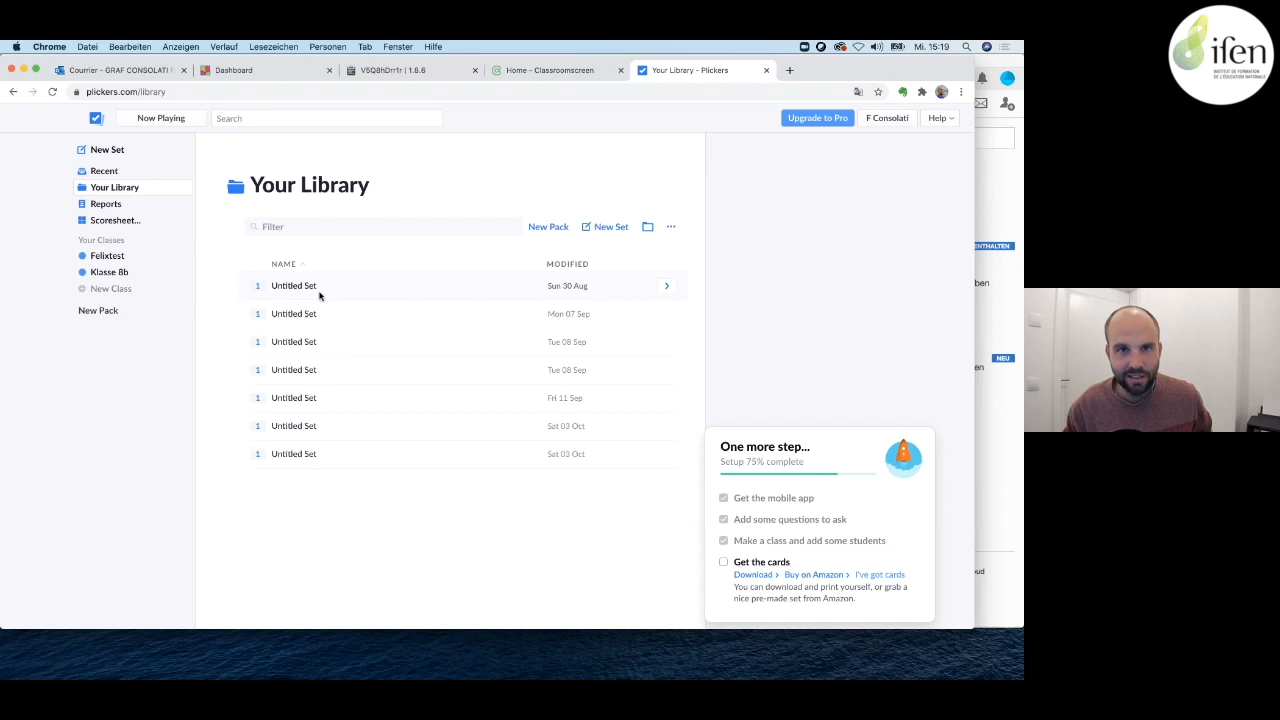 ifen
INSTITUT DE FORMATION
DE L'ÉDUCATION NATIONALE
Chrome Datei Bearbeiten Anzeigen Verlauf Lesezeichen Personen Tab Fenster Hilfe
Mi. 15:19
Courrier - GRAF CONSOLATI F
Dashboard
V5Q8hDrr1r | 1.8.6
Home - Classroomscreen
Your Library - Plickers
plickers.com/library
Now Playing
Search
Upgrade to Pro
F Consolati
Help
New Set
Recent
Your Library
Reports
Scoresheet...
Your Classes
Felixtest
Klasse 8b
New Class
New Pack
Your Library
Filter
New Pack
New Set
NAME
MODIFIED
1 Untitled Set Sun 30 Aug
1 Untitled Set Mon 07 Sep
1 Untitled Set Tue 08 Sep
1 Untitled Set Tue 08 Sep
1 Untitled Set Fri 11 Sep
1 Untitled Set Sat 03 Oct
1 Untitled Set Sat 03 Oct
One more step...
Setup 75% complete
Get the mobile app
Add some questions to ask
Make a class and add some students
Get the cards
Download › Buy on Amazon › I've got cards
You can download and print yourself, or grab a
nice pre-made set from Amazon.
ENTHALTEN
ben
NEU
en
oud